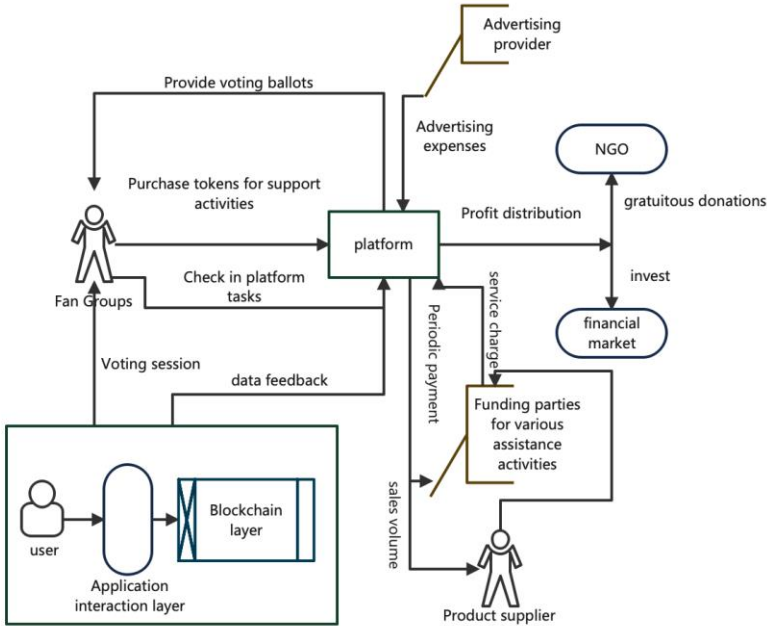 Advertising
provider
Provide voting ballots
Advertising
expenses
NGO
Purchase tokens for support
activities
Profit distribution
gratuitous donations
platform
Check in platform
tasks
Fan Groups
service charge
Periodic payment
invest
financial
market
Voting session
data feedback
Funding parties
for various
assistance
activities
sales volume
Blockchain
layer
user
Application
interaction layer
Product supplier